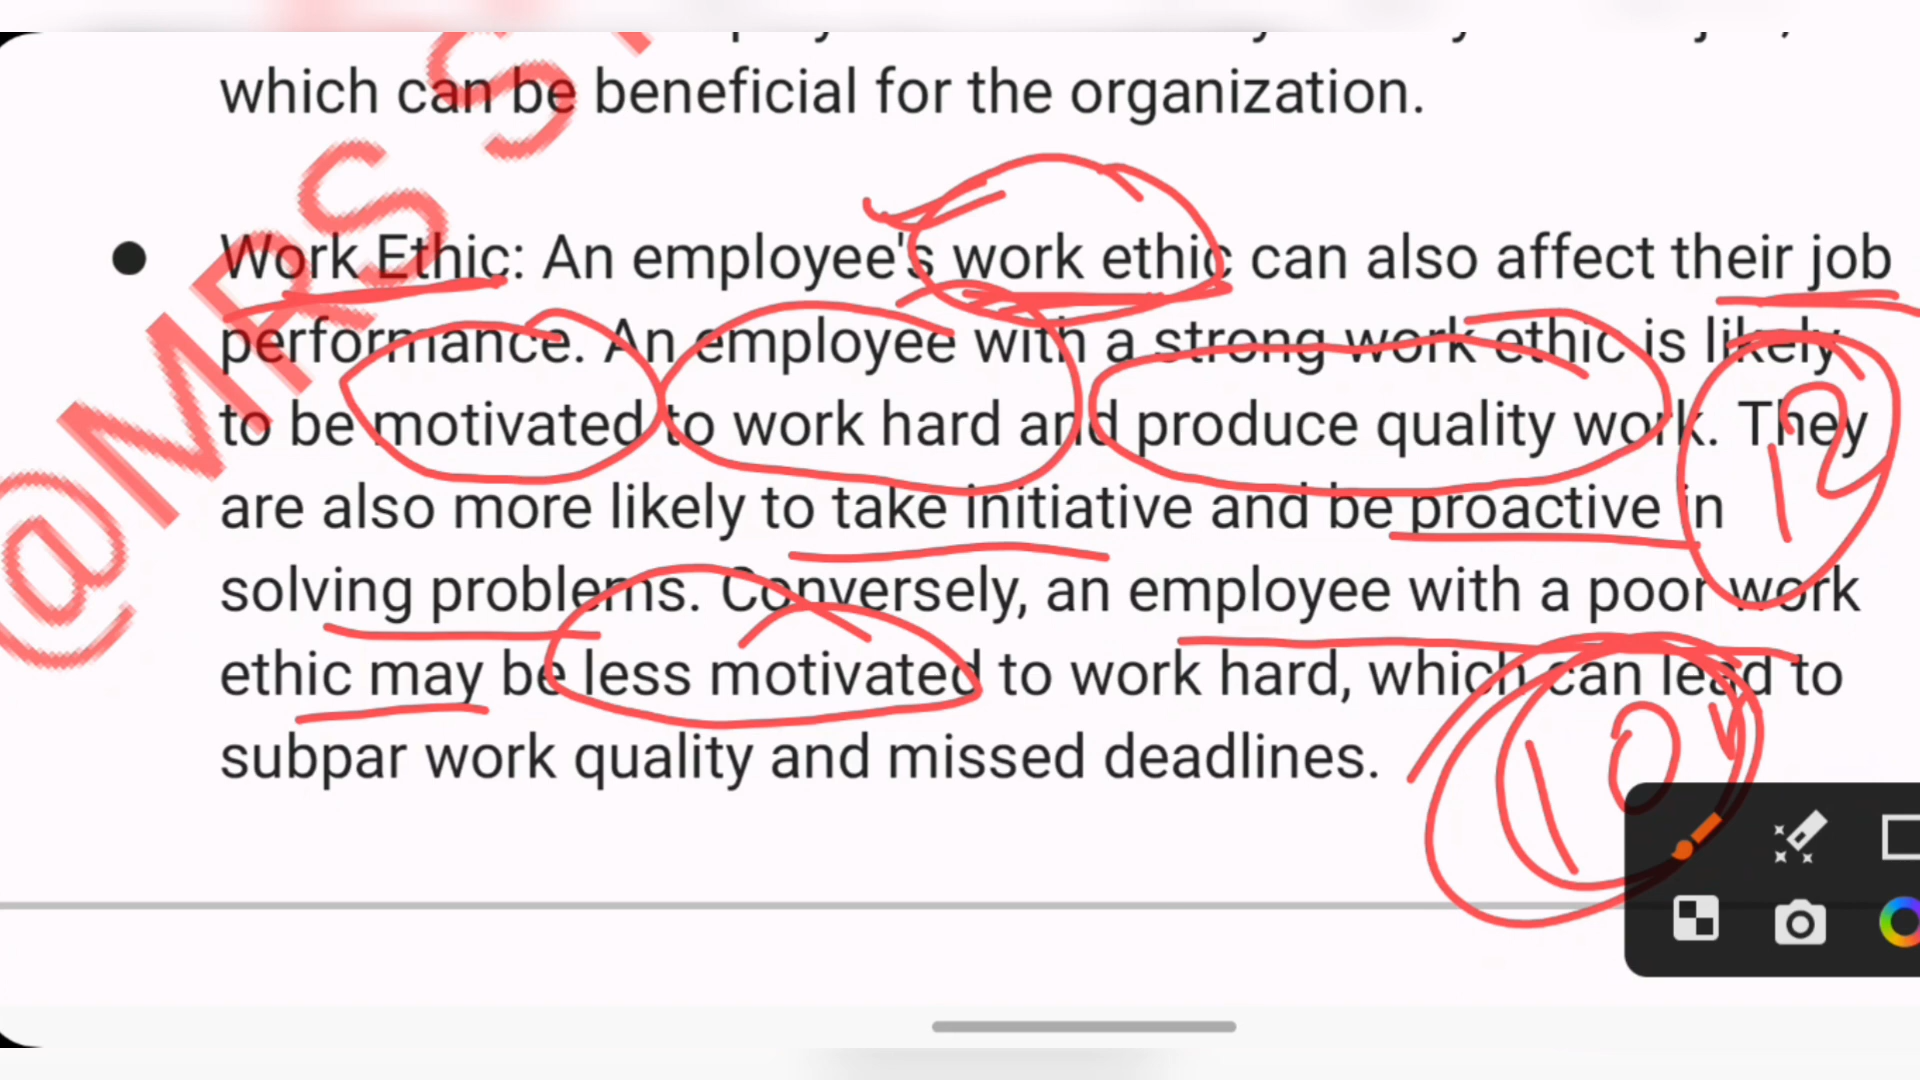 which can be beneficial for the organization.
● Work Ethic: An employee's work ethic can also affect their job
performance. An employee with a strong work ethic is likely
to be motivated to work hard and produce quality work. They
are also more likely to take initiative and be proactive in
solving problems. Conversely, an employee with a poor work
ethic may be less motivated to work hard, which can lead to
subpar work quality and missed deadlines.
@MRS
12
10